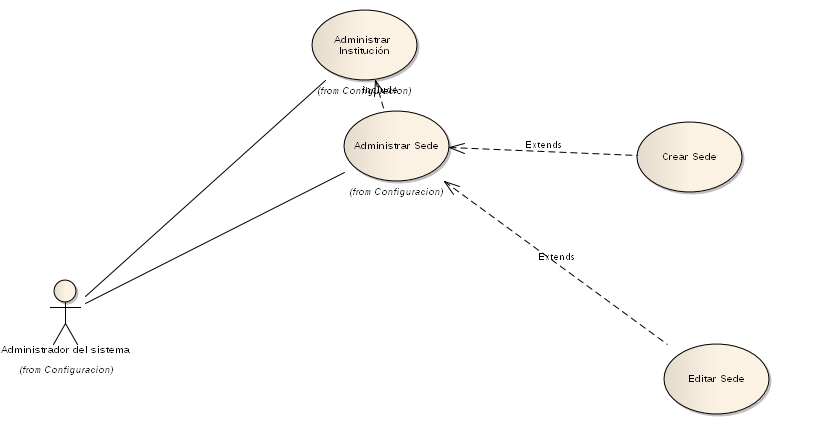 Administrar
Institución
(from Configuracion)
Include
Administrar Sede
(from Configuracion)
Extends
Crear Sede
Extends
Administrador del sistema
(from Configuracion)
Editar Sede